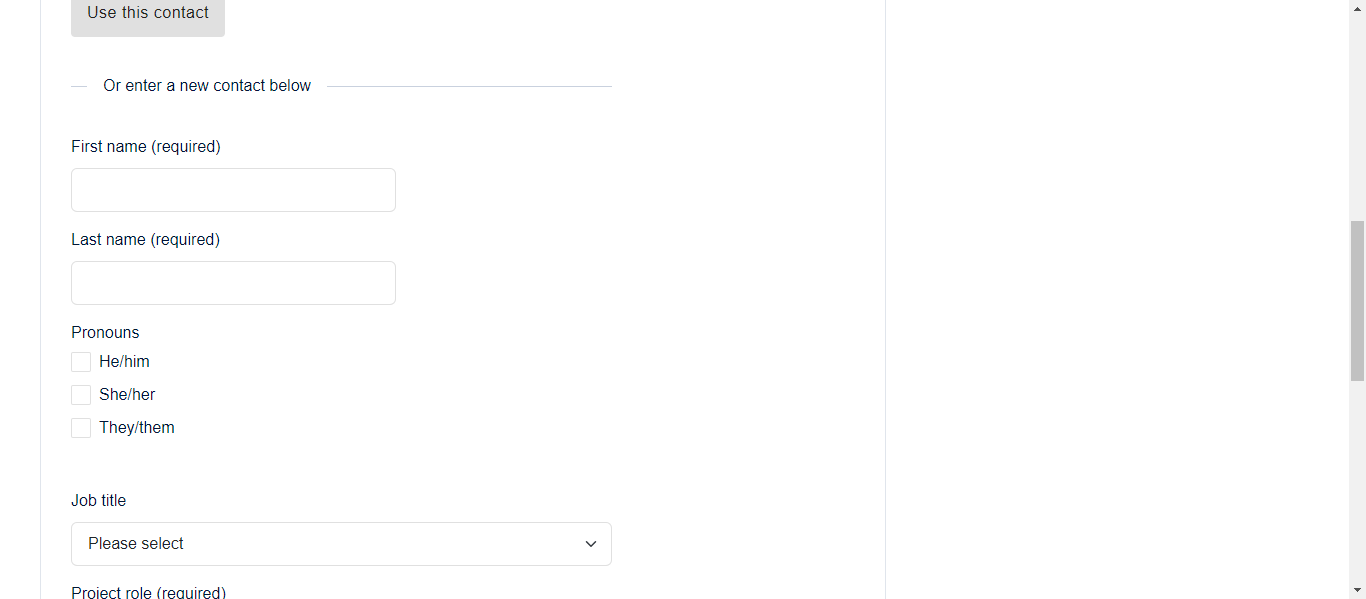 Use this contact
Or enter a new contact below
First name (required)
Last name (required)
Pronouns
He/him
She/her
They/them
Job title
Please select
Project role (required)